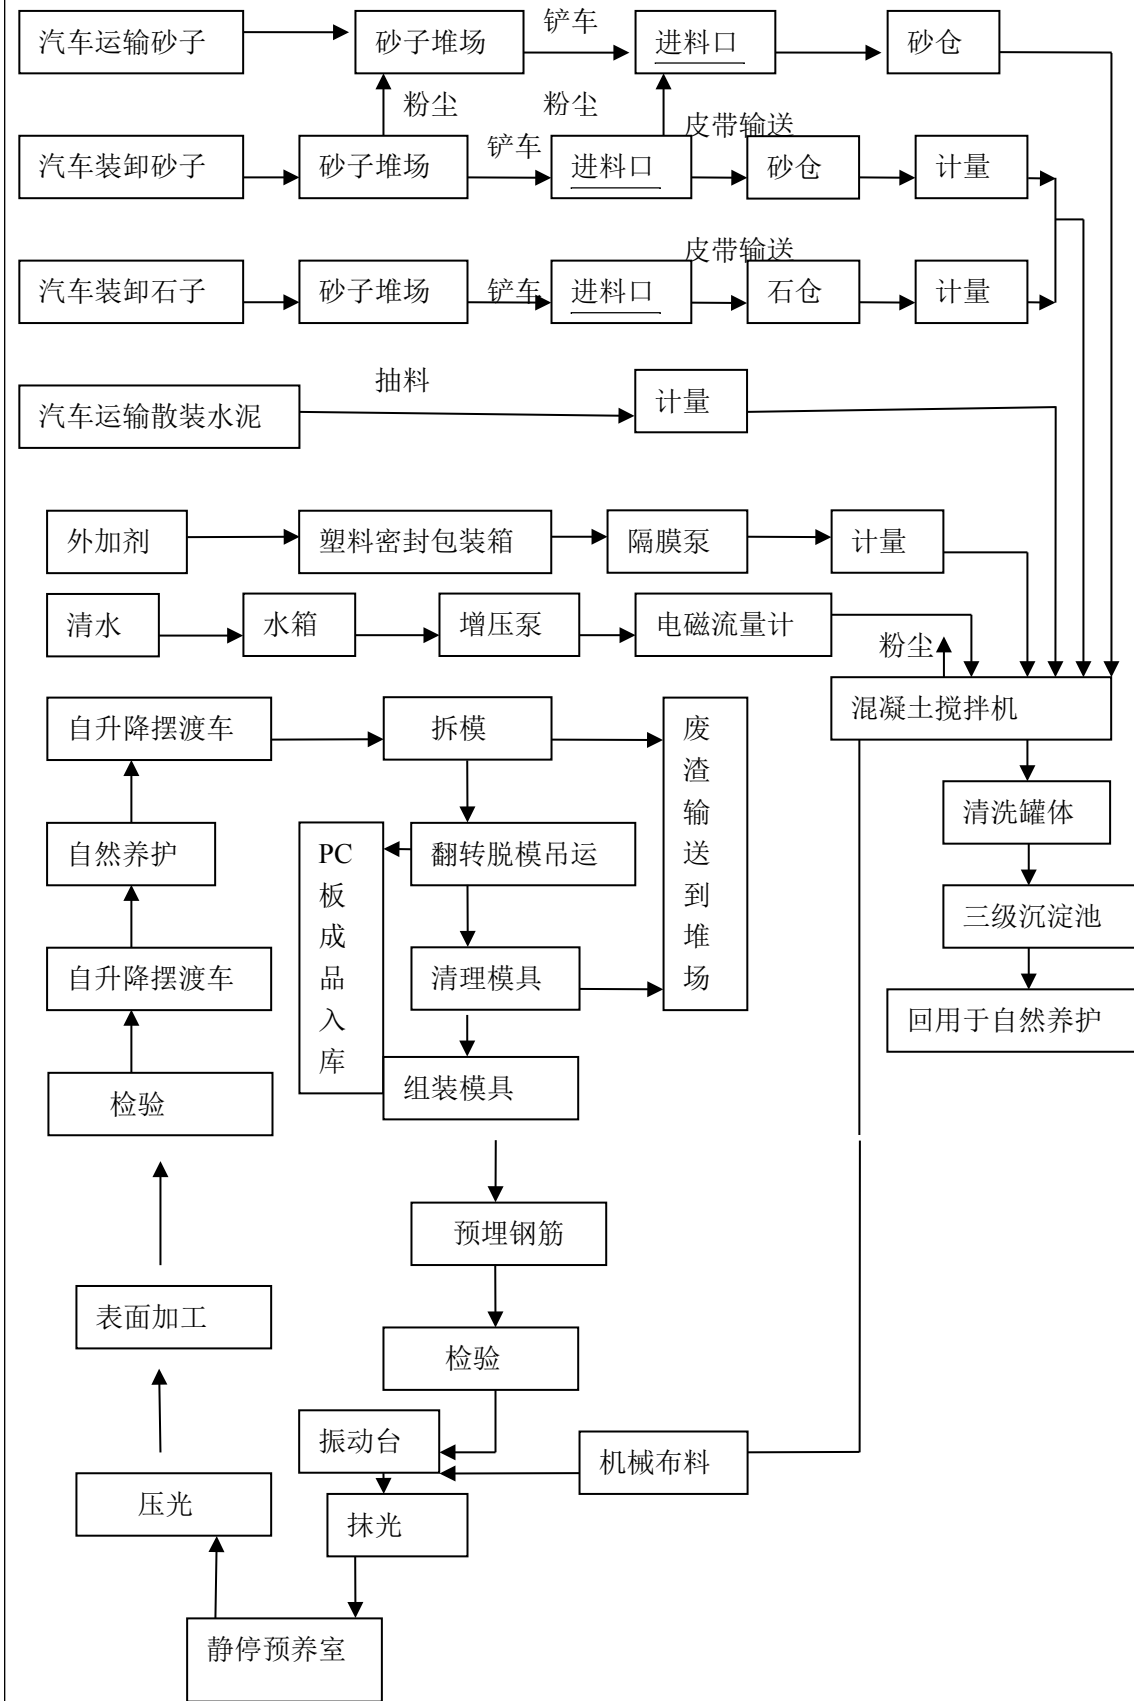 汽车运输砂子
砂子堆场
铲车
进料口
砂仓
粉尘
粉尘
皮带输送
汽车装卸砂子
砂子堆场
铲车
进料口
砂仓
计量
皮带输送
汽车装卸石子
砂子堆场
铲车
进料口
石仓
计量
抽料
汽车运输散装水泥
计量
外加剂
塑料密封包装箱
隔膜泵
计量
清水
水箱
增压泵
电磁流量计
粉尘
混凝土搅拌机
自升降摆渡车
拆模
废
渣
输
送
到
堆
场
清洗罐体
自然养护
PC
板
成
品
入
库
翻转脱模吊运
三级沉淀池
自升降摆渡车
清理模具
回用于自然养护
检验
组装模具
预埋钢筋
表面加工
检验
振动台
机械布料
压光
抹光
静停预养室